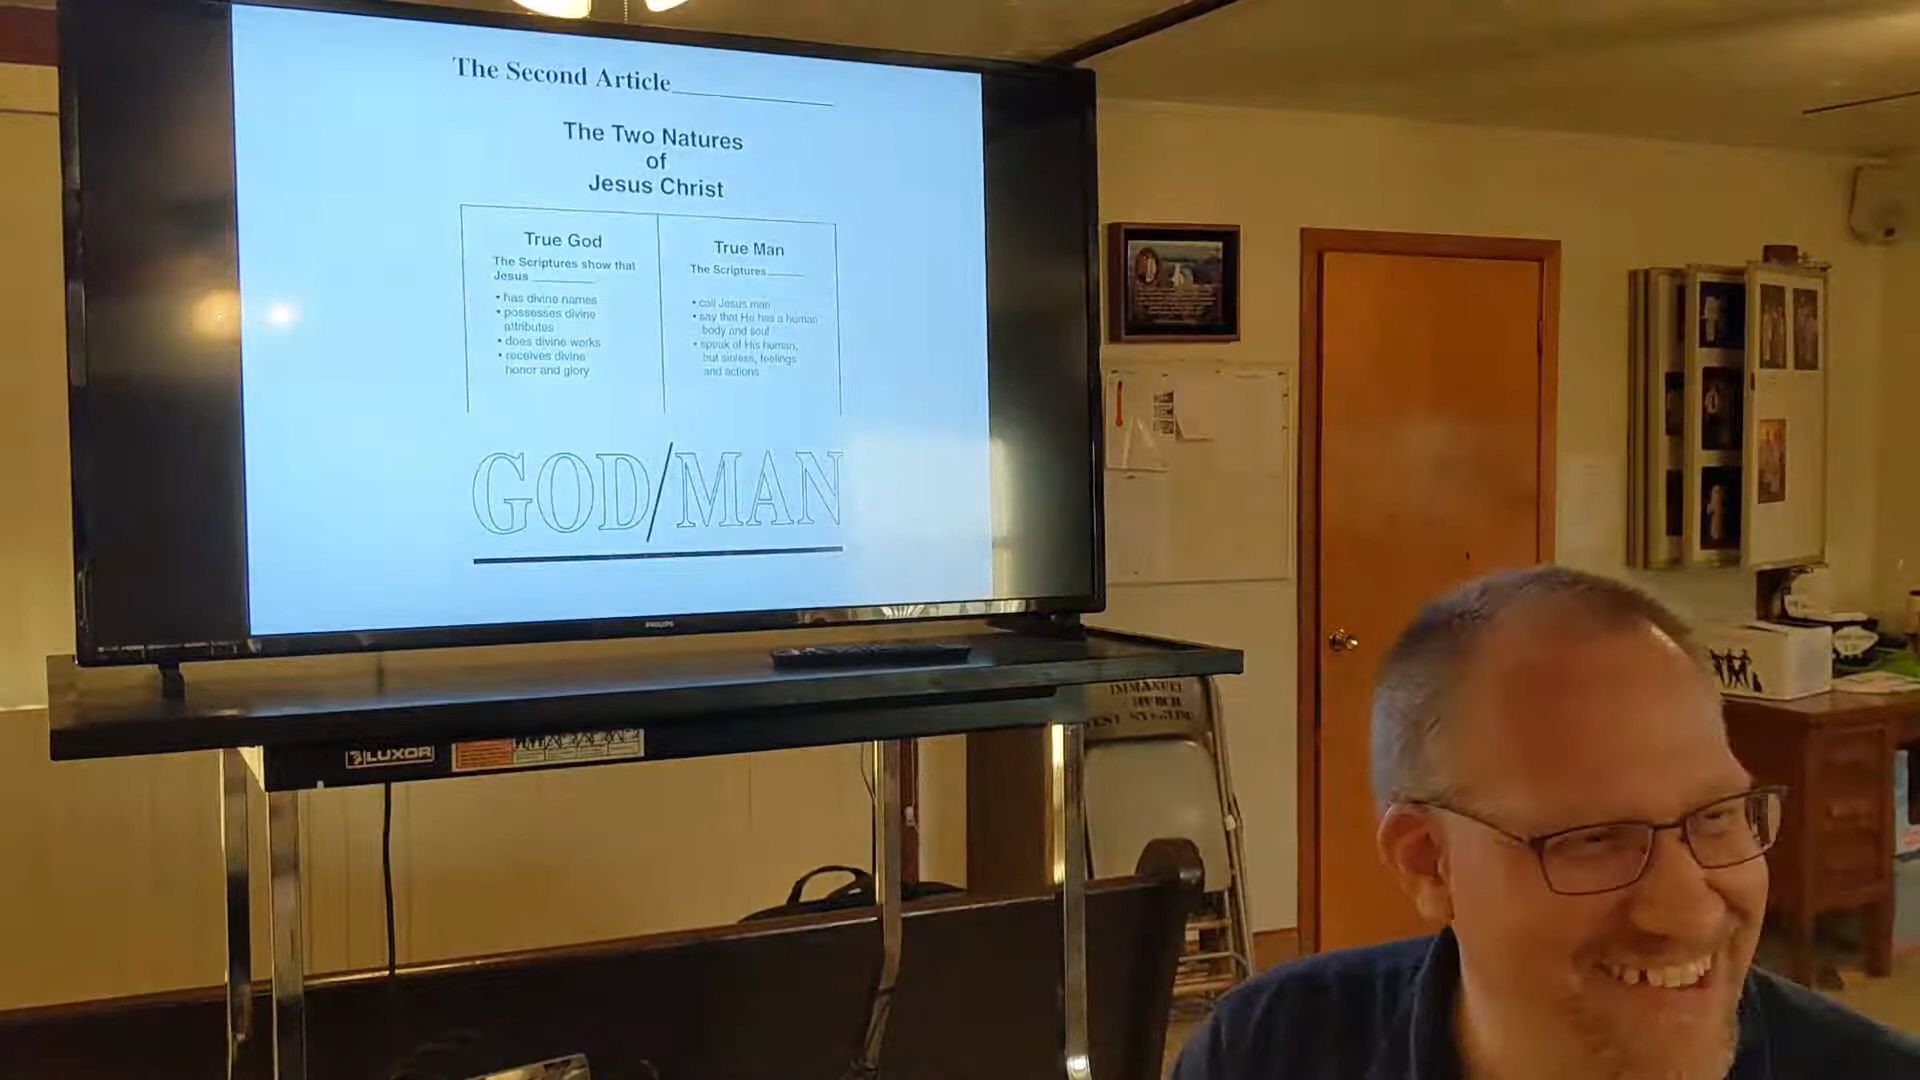 The Second Article__________
The Two Natures
of
Jesus Christ
True God
The Scriptures show that
Jesus __________
• has divine names
• possesses divine
attributes
• does divine works
• receives divine
honor and glory
True Man
The Scriptures_____
• call Jesus man
• say that He has a human
body and soul
• speak of His human,
but sinless, feelings
and actions
GOD/MAN
PHILIPS
LUXOR
IMMANUEL